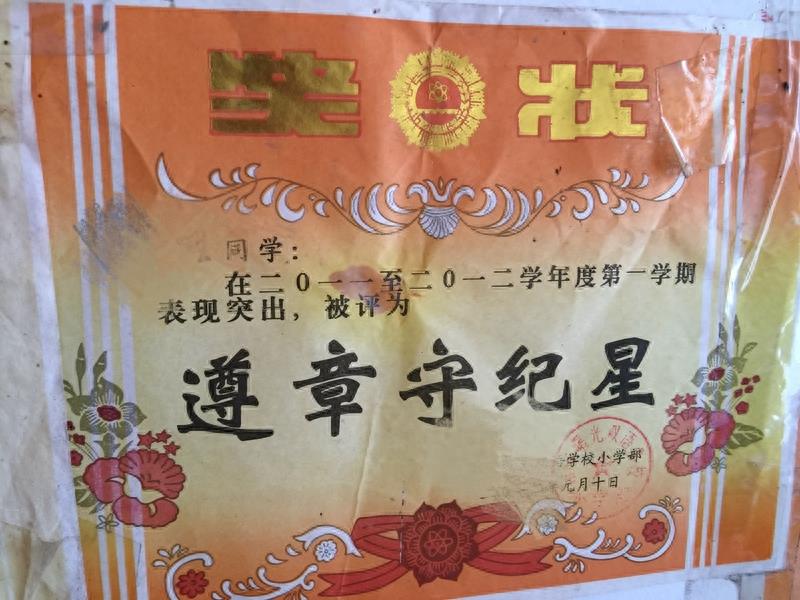 奖状
同学：
在二0一一至二0一二学年度第一学期
表现突出，被评为
遵章守纪星
学校小学部
元月十日